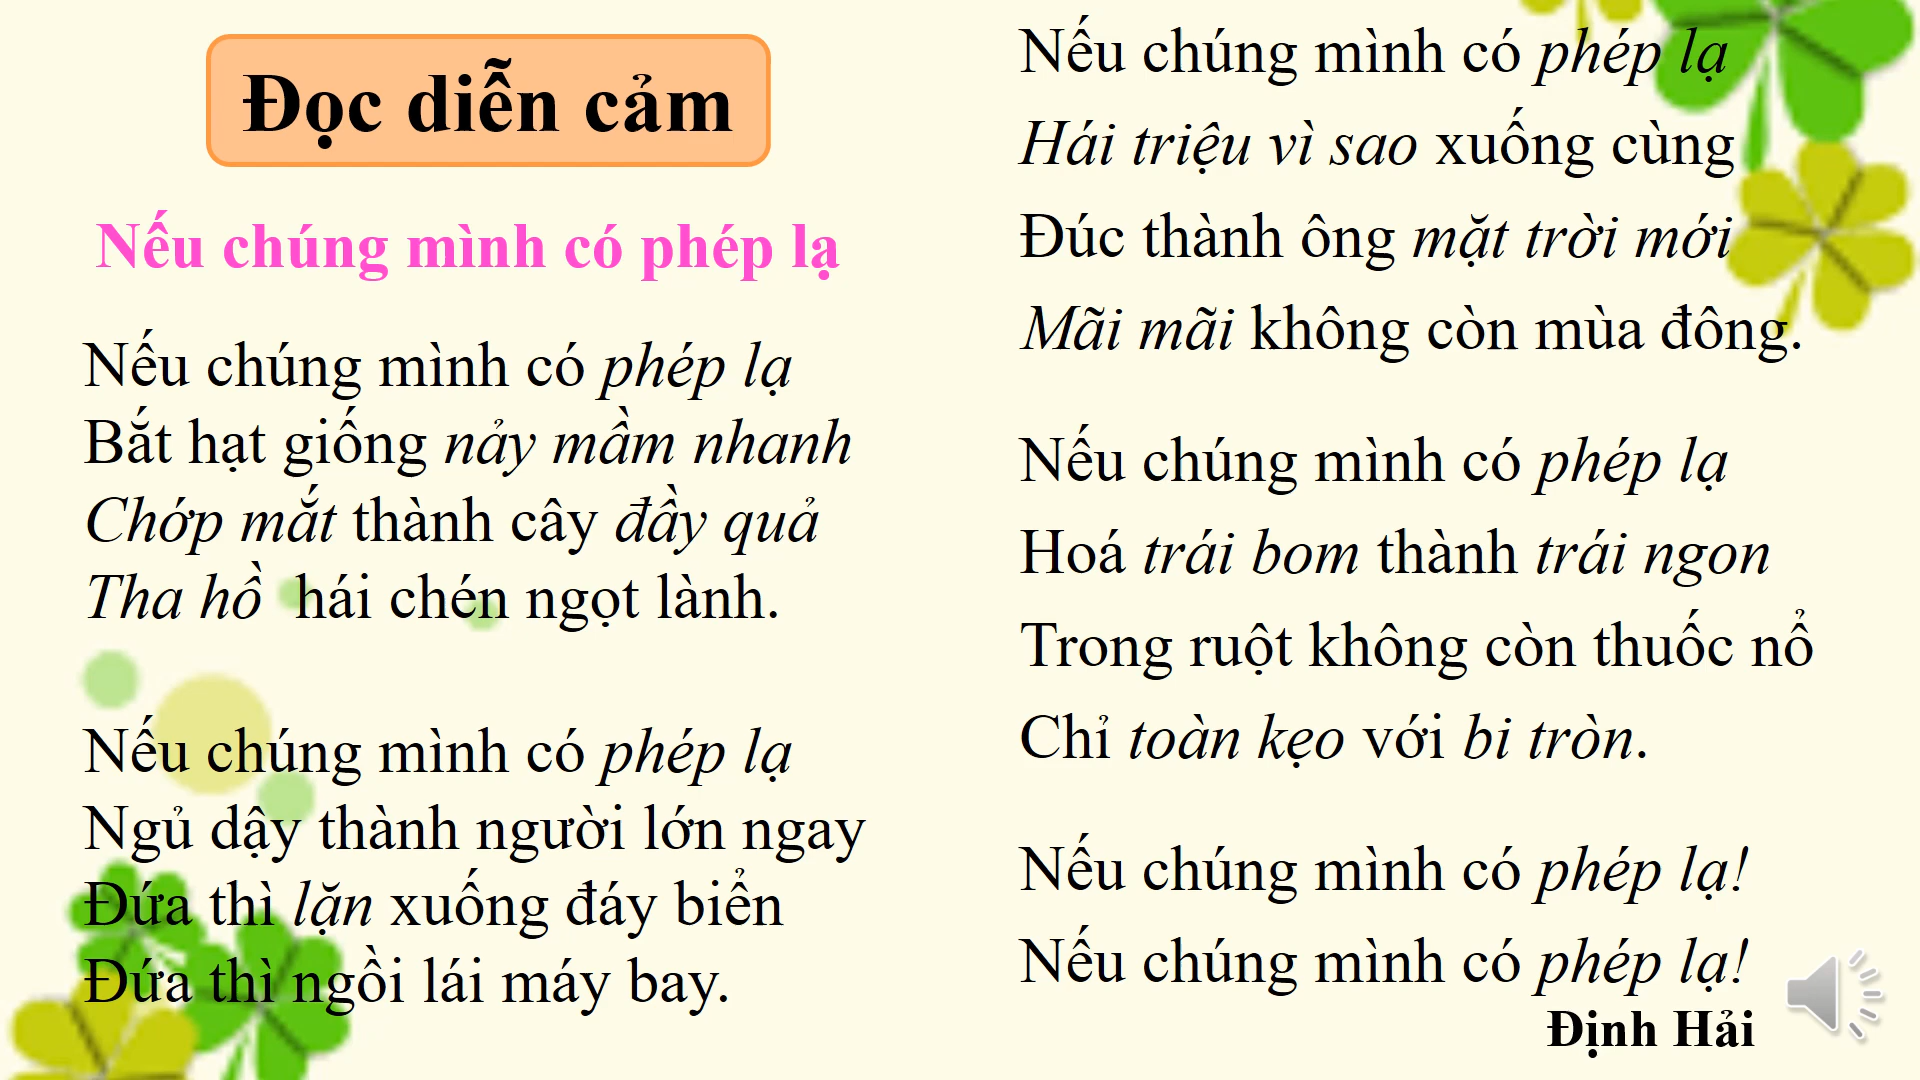 Đọc diễn cảm
Nếu chúng mình có phép lạ
Nếu chúng mình có phép lạ
Bắt hạt giống nảy mầm nhanh
Chớp mắt thành cây đầy quả
Tha hồ hái chén ngọt lành.
Nếu chúng mình có phép lạ
Ngủ dậy thành người lớn ngay
Đứa thì lặn xuống đáy biển
Đứa thì ngồi lái máy bay.
Nếu chúng mình có phép lạ
Hái triệu vì sao xuống cùng
Đúc thành ông mặt trời mới
Mãi mãi không còn mùa đông.
Nếu chúng mình có phép lạ
Hoá trái bom thành trái ngon
Trong ruột không còn thuốc nổ
Chỉ toàn kẹo với bi tròn.
Nếu chúng mình có phép lạ!
Nếu chúng mình có phép lạ!
Định Hải